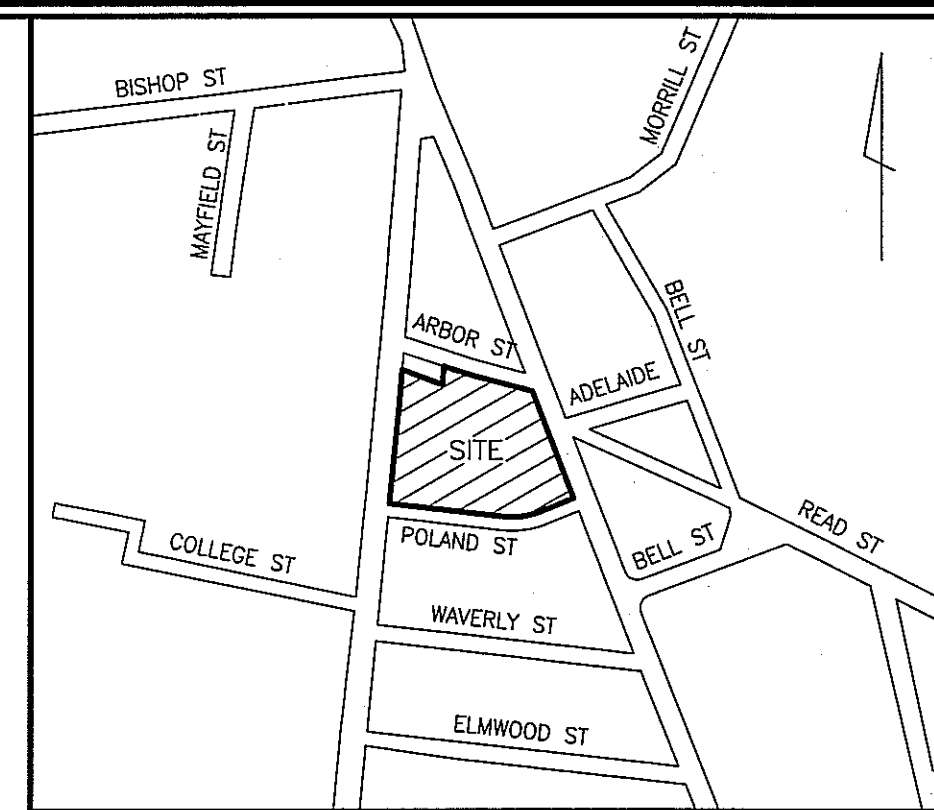 BISHOP ST
MORRILL ST
MAYFIELD ST
BELL ST
ARBOR ST
ADELAIDE
SITE
READ ST
POLAND ST
BELL ST
COLLEGE ST
WAVERLY ST
ELMWOOD ST